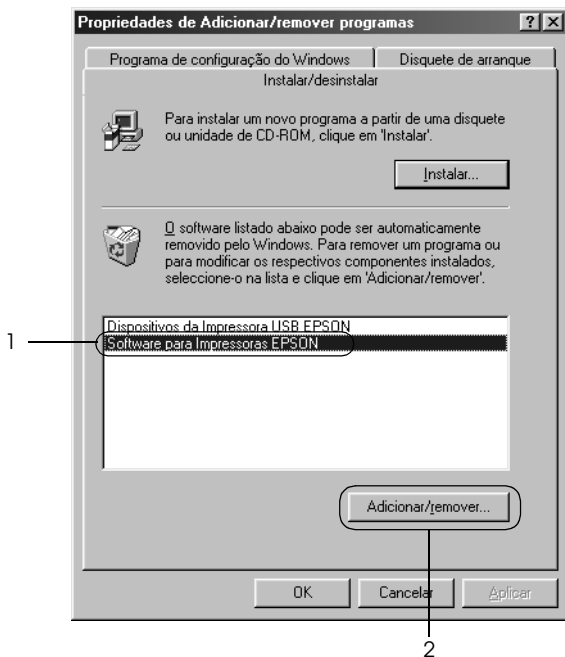 Propriedades de Adicionar/remover programas
Programa de configuração do Windows
Disquete de arranque
Instalar/desinstalar
Para instalar um novo programa a partir de uma disquete
ou unidade de CD-ROM, clique em 'Instalar'.
Instalar...
O software listado abaixo pode ser automaticamente
removido pelo Windows. Para remover um programa ou
para modificar os respectivos componentes instalados,
seleccione-o na lista e clique em 'Adicionar/remover'.
Dispositivos da Impressora USB EPSON
1
Software para Impressoras EPSON
Adicionar/remover...
OK
Cancelar
Aplicar
2